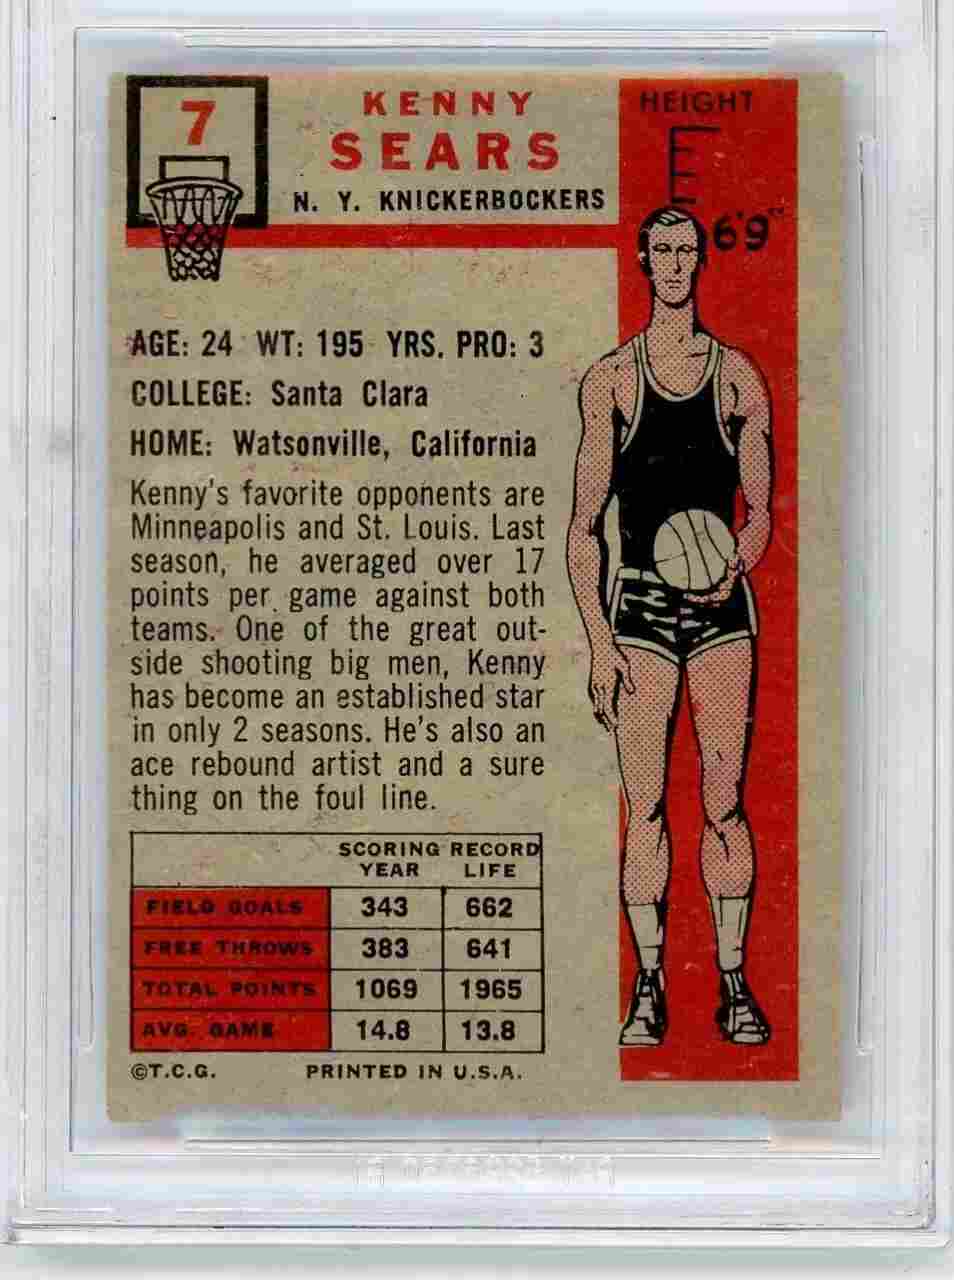 7
KENNY
SEARS
N. Y. KNICKERBOCKERS
HEIGHT
6'9"
AGE: 24 WT: 195 YRS. PRO: 3
COLLEGE: Santa Clara
HOME: Watsonville, California
Kenny's favorite opponents are
Minneapolis and St. Louis. Last
season, he averaged over 17
points per game against both
teams. One of the great out-
side shooting big men, Kenny
has become an established star
in only 2 seasons. He's also an
ace rebound artist and a sure
thing on the foul line.
SCORING RECORD
YEAR LIFE
FIELD GOALS 343 662
FREE THROWS 383 641
TOTAL POINTS 1069 1965
AVG. GAME 14.8 13.8
©T.C.G. PRINTED IN U.S.A.